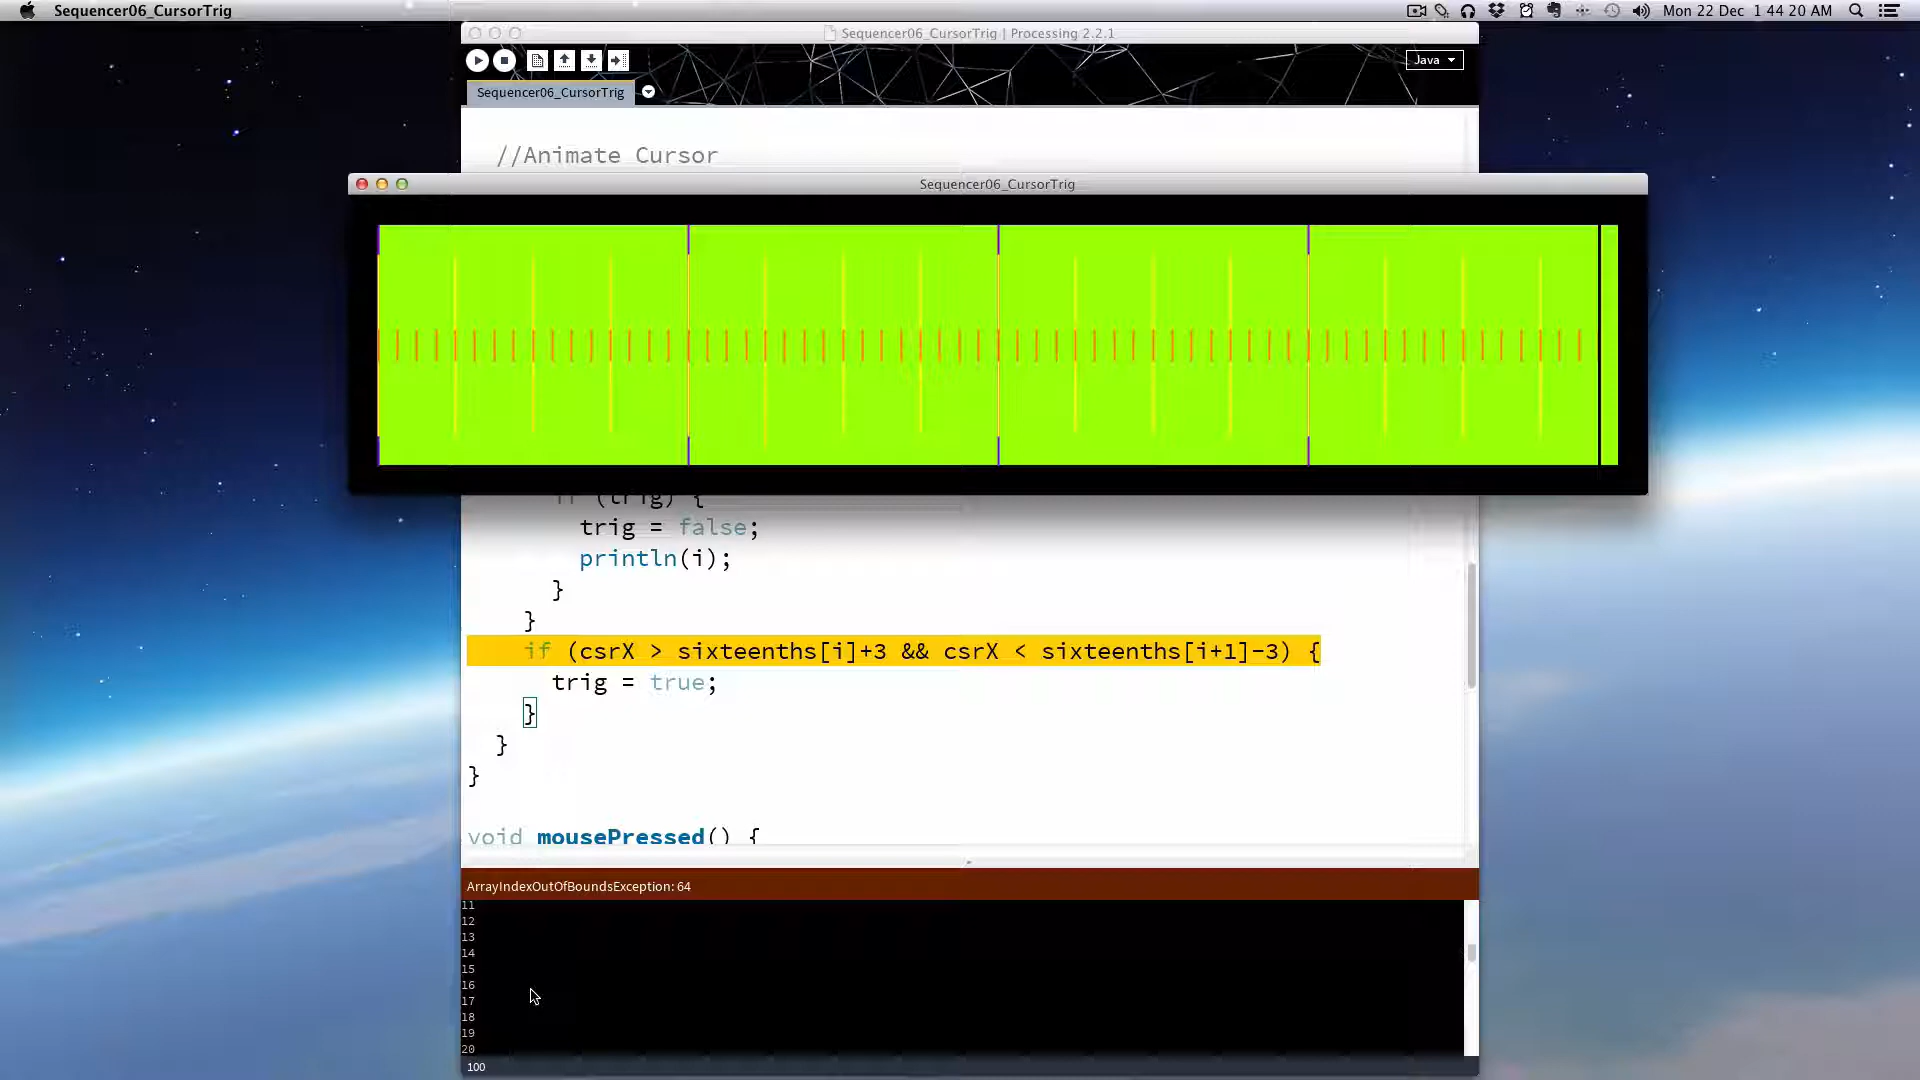 Sequencer06_CursorTrig
Mon 22 Dec 1 44 20 AM
Sequencer06_CursorTrig | Processing 2.2.1
Java
Sequencer06_CursorTrig
//Animate Cursor
Sequencer06_CursorTrig
if (trig) {
trig = false;
println(i);
}
}
if (csrX > sixteenths[i]+3 && csrX < sixteenths[i+1]-3) {
trig = true;
}
}
}
void mousePressed() {
ArrayIndexOutOfBoundsException: 64
11
12
13
14
15
16
17
18
19
20
100